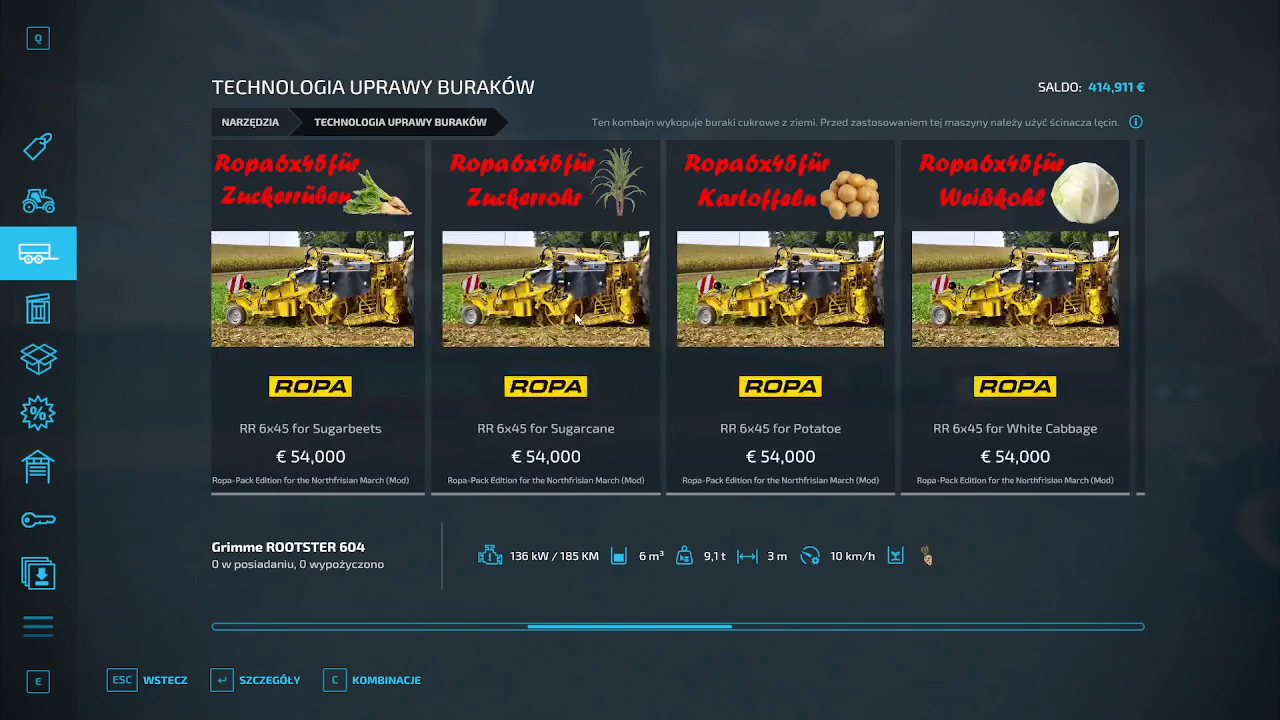 Q
TECHNOLOGIA UPRAWY BURAKÓW
SALDO: 414,911 €
NARZĘDZIA
TECHNOLOGIA UPRAWY BURAKÓW
Ten kombajn wykopuje buraki cukrowe z ziemi. Przed zastosowaniem tej maszyny należy użyć ścinacza łęcin.
Ropa6x45für
Zuckerrüben
Ropa6x45für
Zuckerrohr
Ropa6x45für
Kartoffeln
Ropa6x45für
Weißkohl
ROPA
ROPA
ROPA
ROPA
RR 6x45 for Sugarbeets
RR 6x45 for Sugarcane
RR 6x45 for Potatoe
RR 6x45 for White Cabbage
€ 54,000
€ 54,000
€ 54,000
€ 54,000
Ropa-Pack Edition for the Northfrisian March (Mod)
Ropa-Pack Edition for the Northfrisian March (Mod)
Ropa-Pack Edition for the Northfrisian March (Mod)
Ropa-Pack Edition for the Northfrisian March (Mod)
Grimme ROOTSTER 604
0 w posiadaniu, 0 wypożyczono
136 kW / 185 KM
6 m³
9,1 t
3 m
10 km/h
E
ESC WSTECZ
SZCZEGÓŁY
C KOMBINACJE